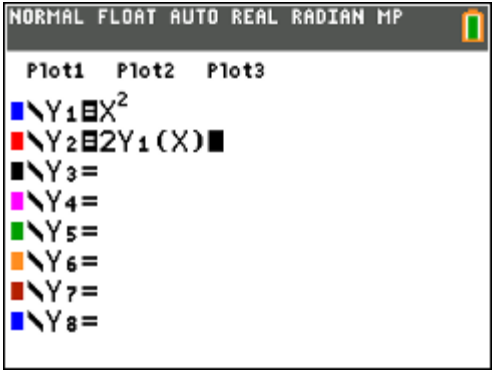 NORMAL FLOAT AUTO REAL RADIAN MP
Plot1 Plot2 Plot3
\Y₁=X²
\Y₂=2Y₁(X)
\Y₃=
\Y₄=
\Y₅=
\Y₆=
\Y₇=
\Y₈=